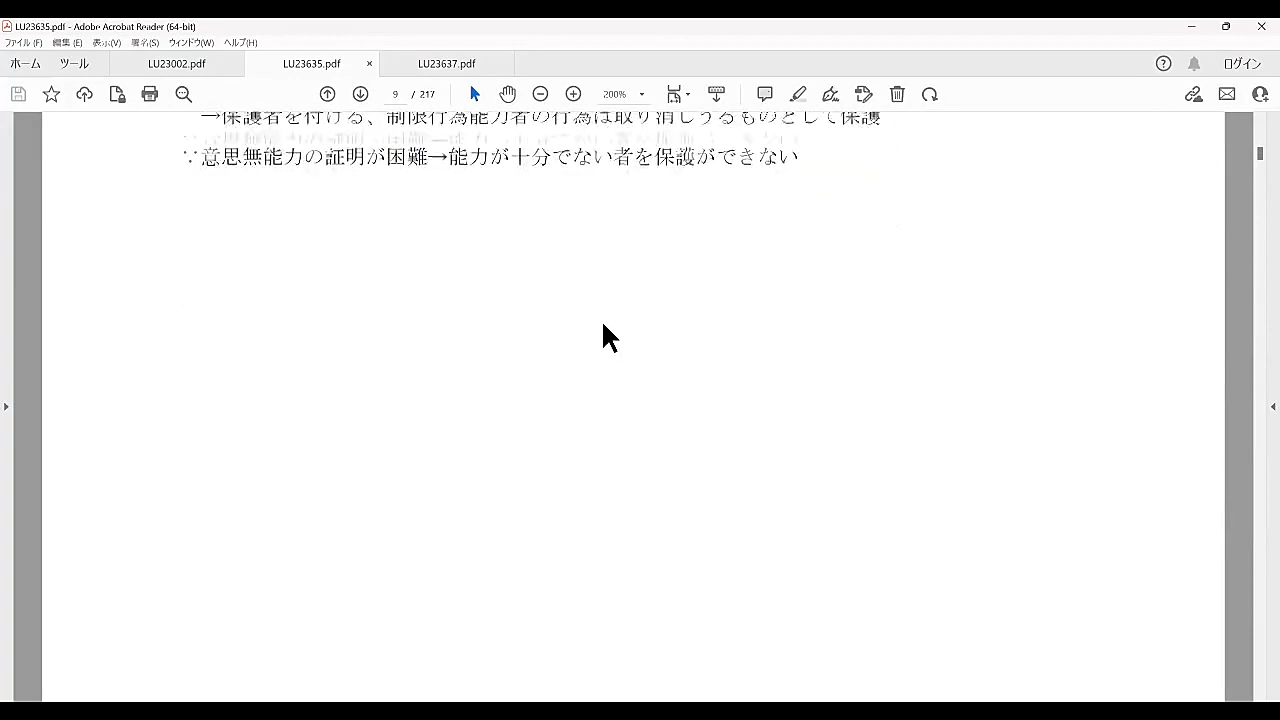 LU23635.pdf - Adobe Acrobat Reader (64-bit)
ファイル(F) 編集(E) 表示(V) 署名(S) ウィンドウ(W) ヘルプ(H)
ホーム ツール LU23002.pdf LU23635.pdf × LU23637.pdf ログイン
9 / 217 200%
→保護者を付ける、制限行為能力者の行為は取り消しうるものとして保護
∵意思無能力の証明が困難→能力が十分でない者を保護ができない